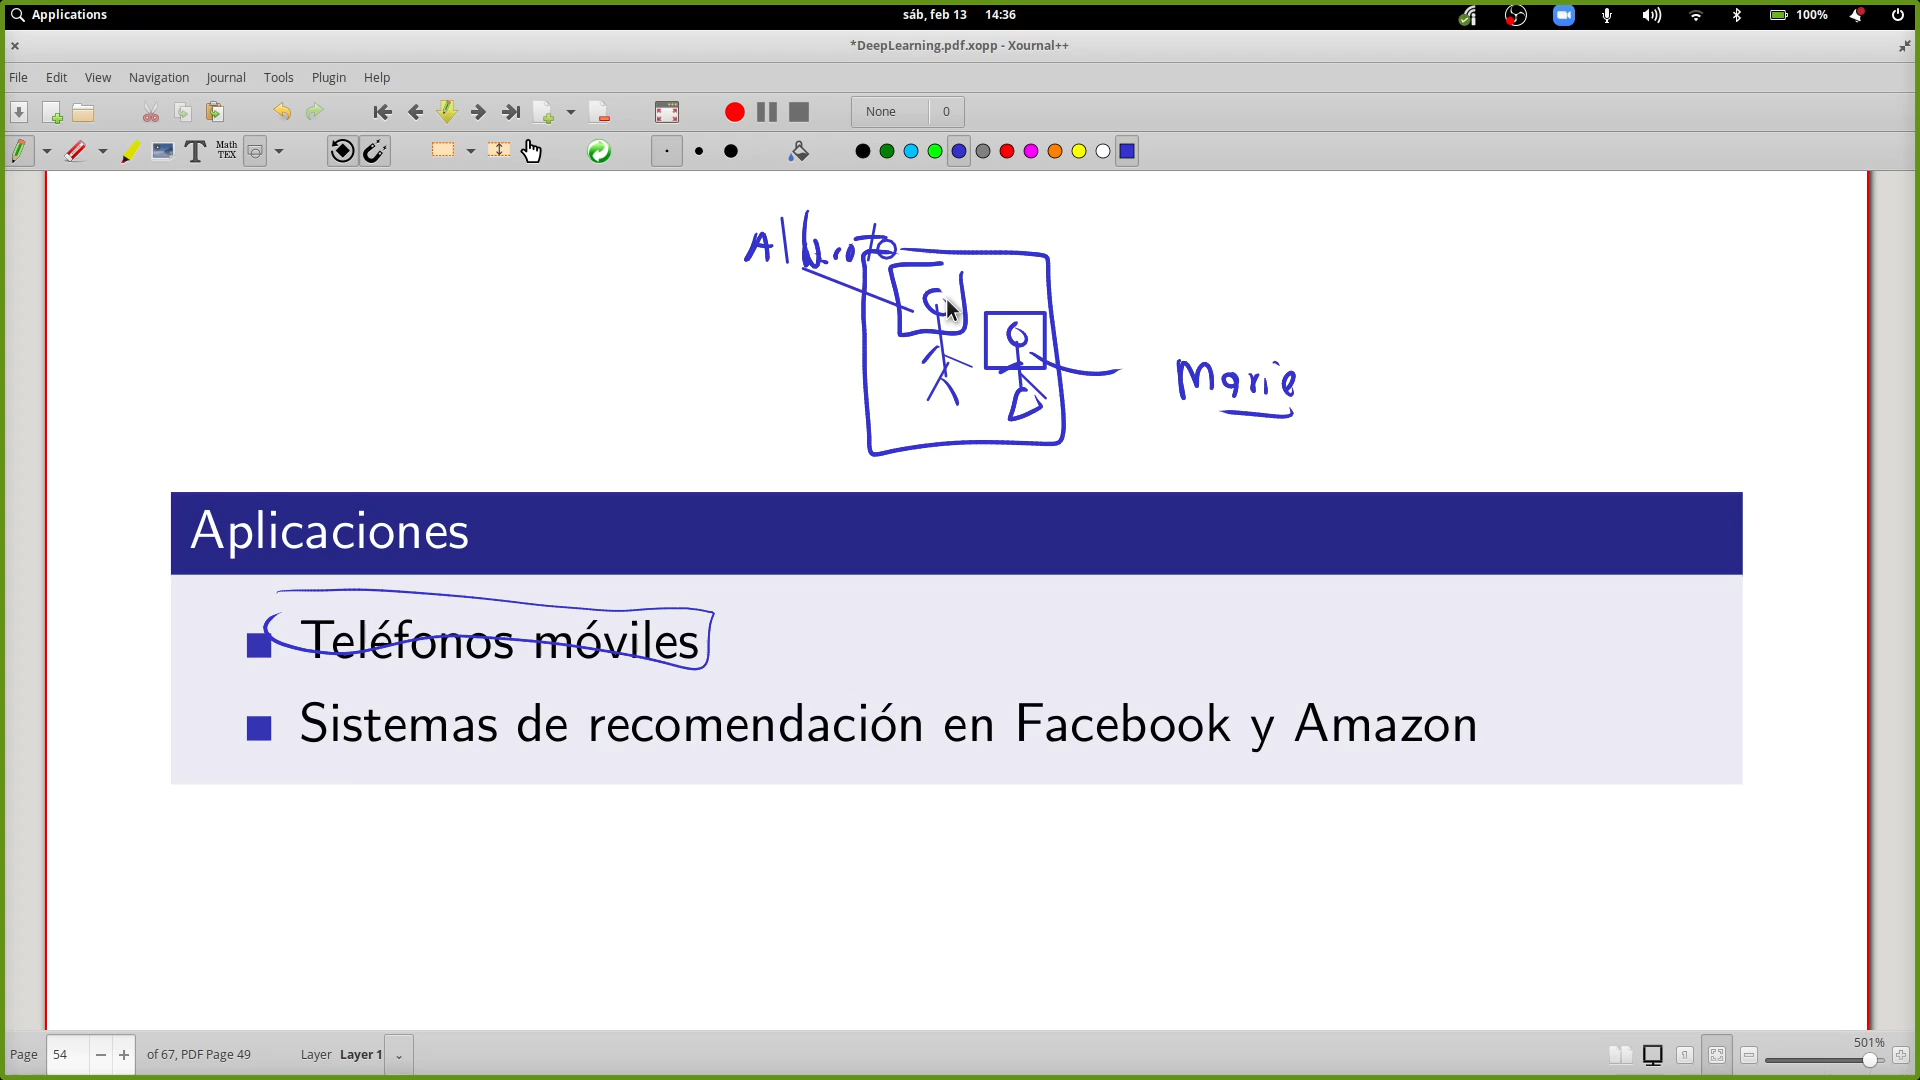 Applications
sáb, feb 13 14:36
100%
*DeepLearning.pdf.xopp - Xournal++
File Edit View Navigation Journal Tools Plugin Help
None 0
Math
TEX
Alberto
Marie
Aplicaciones
Teléfonos móviles
Sistemas de recomendación en Facebook y Amazon
Page 54 of 67, PDF Page 49 Layer Layer 1
501%